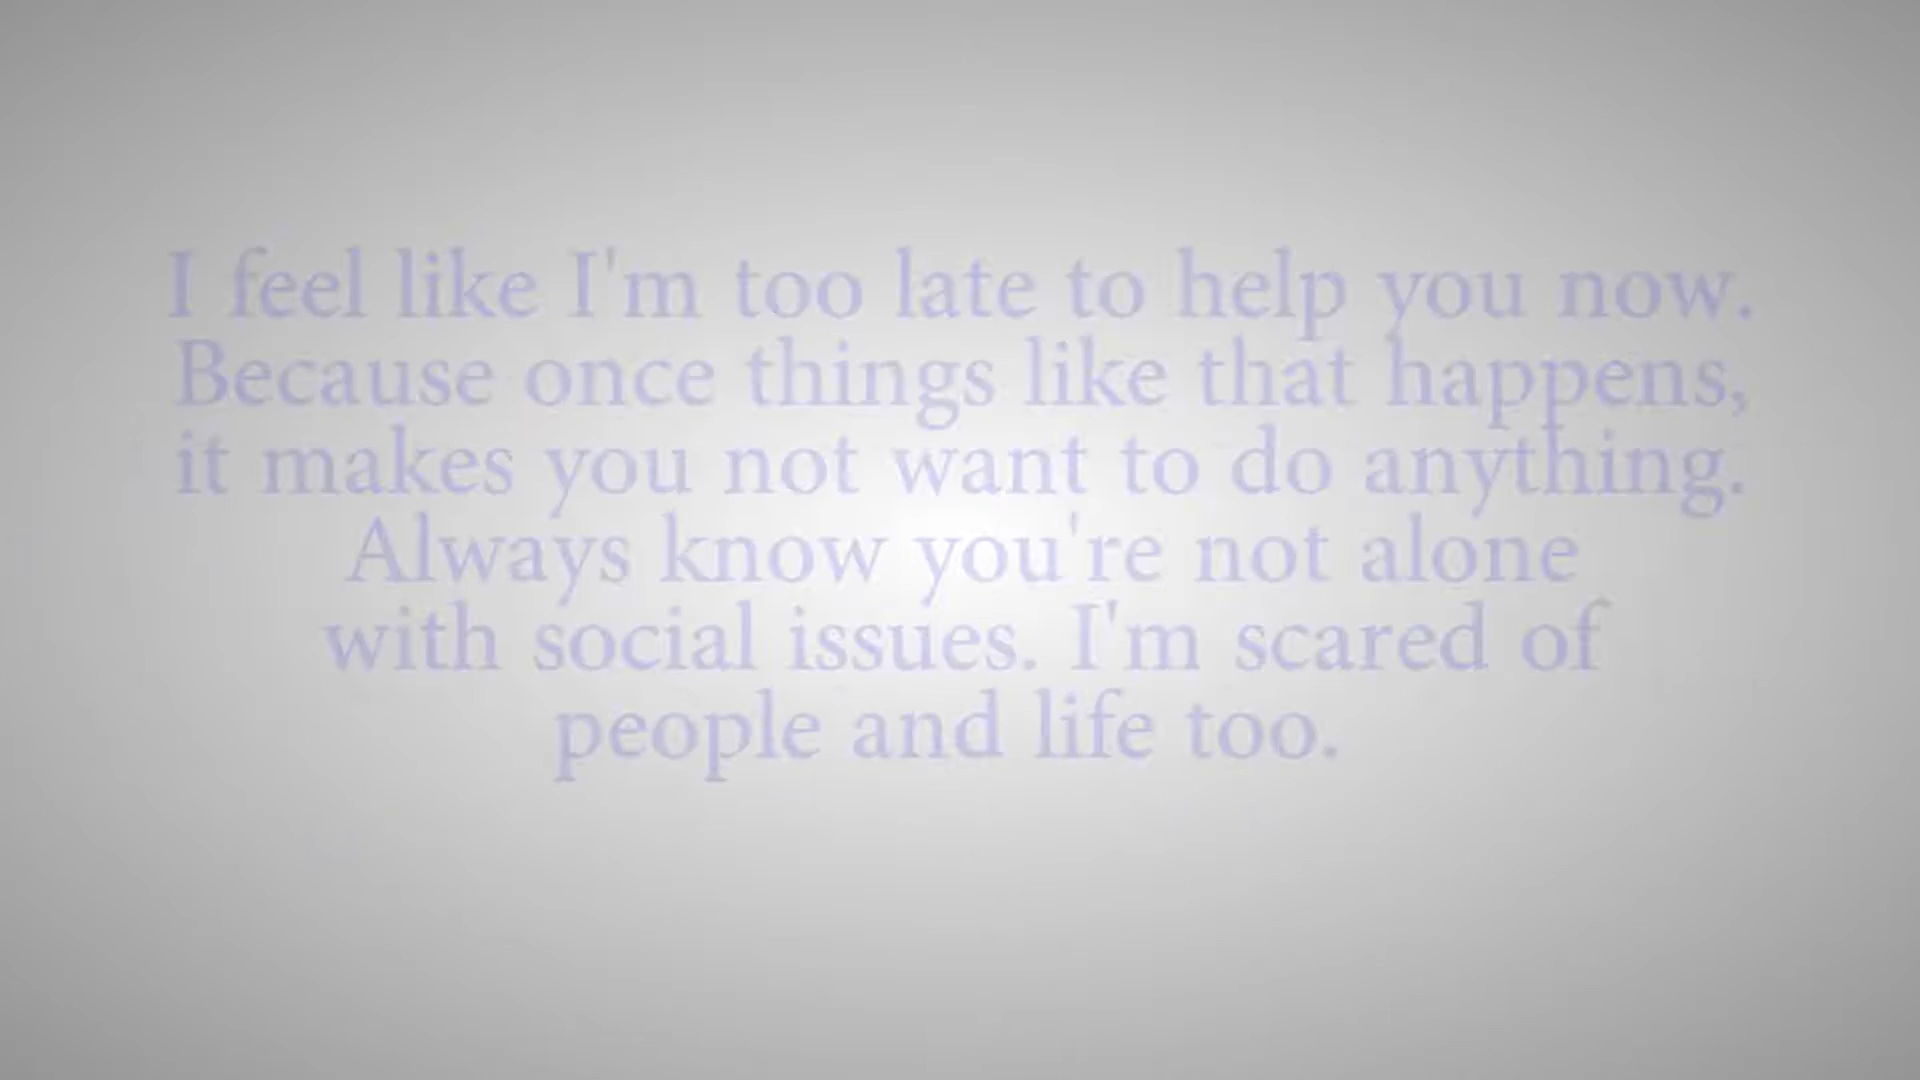 I feel like I'm too late to help you now.
Because once things like that happens,
it makes you not want to do anything.
Always know you're not alone
with social issues. I'm scared of
people and life too.